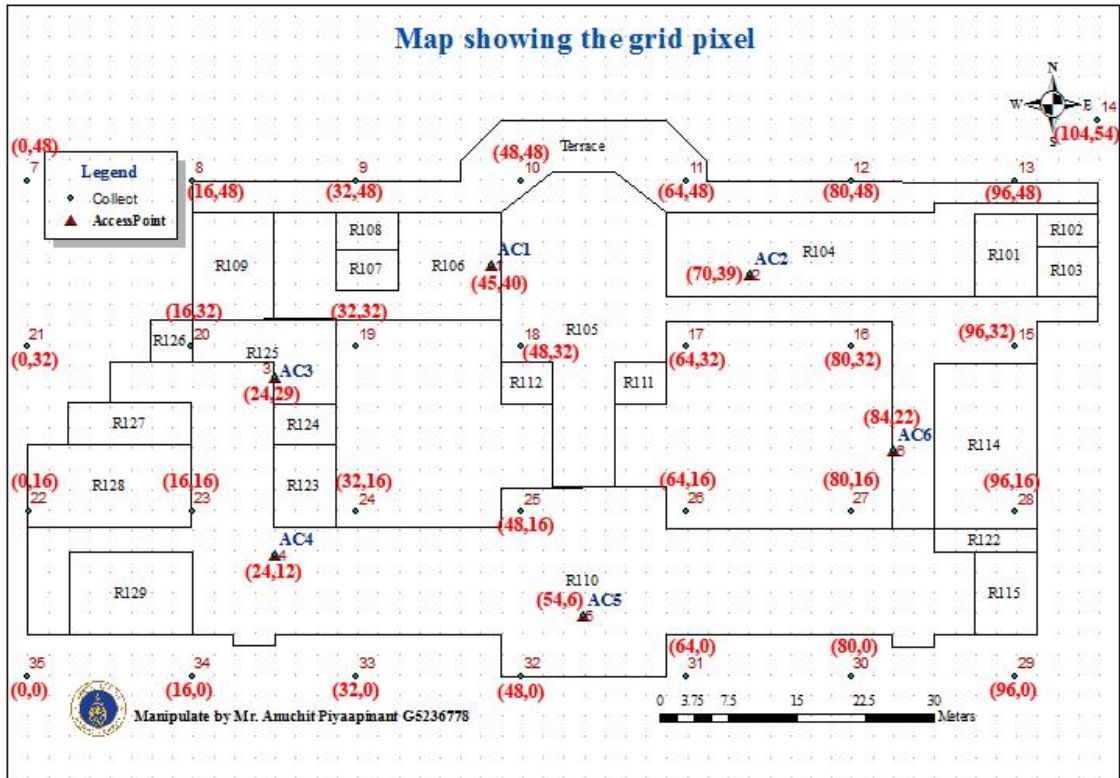 Map showing the grid pixel
N
W E
S
14
(104,54)
(0,48)
7
Legend
Collect
AccessPoint
8
(16,48)
9
(32,48)
(48,48)
10
Terrace
11
(64,48)
12
(80,48)
13
(96,48)
R109
R108
R107
R106
AC1
1
(45,40)
(70,39)
AC2
2
R104
R101
R102
R103
21
(0,32)
R126
(16,32)
20
R125
(32,32)
19
18
(48,32)
R105
17
(64,32)
16
(80,32)
(96,32)
15
3
AC3
(24,29)
R112
R111
R127
R124
(84,22)
AC6
6
R114
(0,16)
22
R128
(16,16)
23
R123
(32,16)
24
25
(48,16)
(64,16)
26
(80,16)
27
(96,16)
28
AC4
4
(24,12)
R122
R129
R110
(54,6)
AC5
5
R115
35
(0,0)
34
(16,0)
33
(32,0)
32
(48,0)
(64,0)
31
(80,0)
30
29
(96,0)
Manipulate by Mr. Anuchit Piyaapinant G5236778
0 3.75 7.5 15 22.5 30
Meters